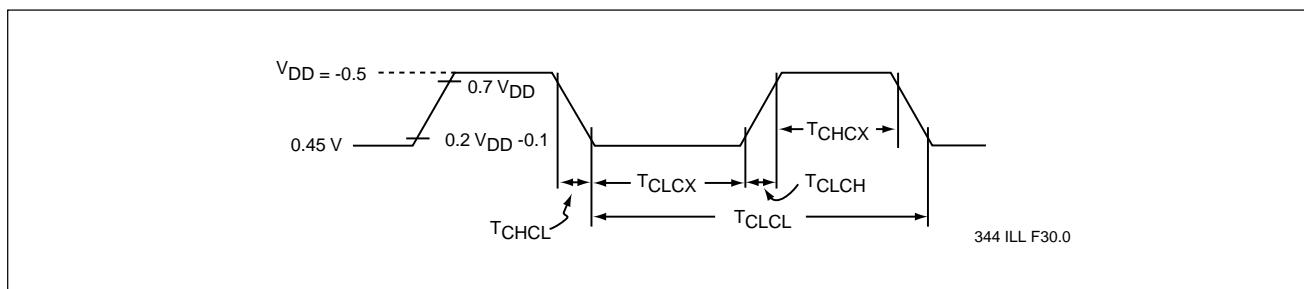 VDD = -0.5
0.7 VDD
0.45 V
0.2 VDD -0.1
TCHCX
TCLCX
TCLCH
TCHCL
TCLCL
344 ILL F30.0